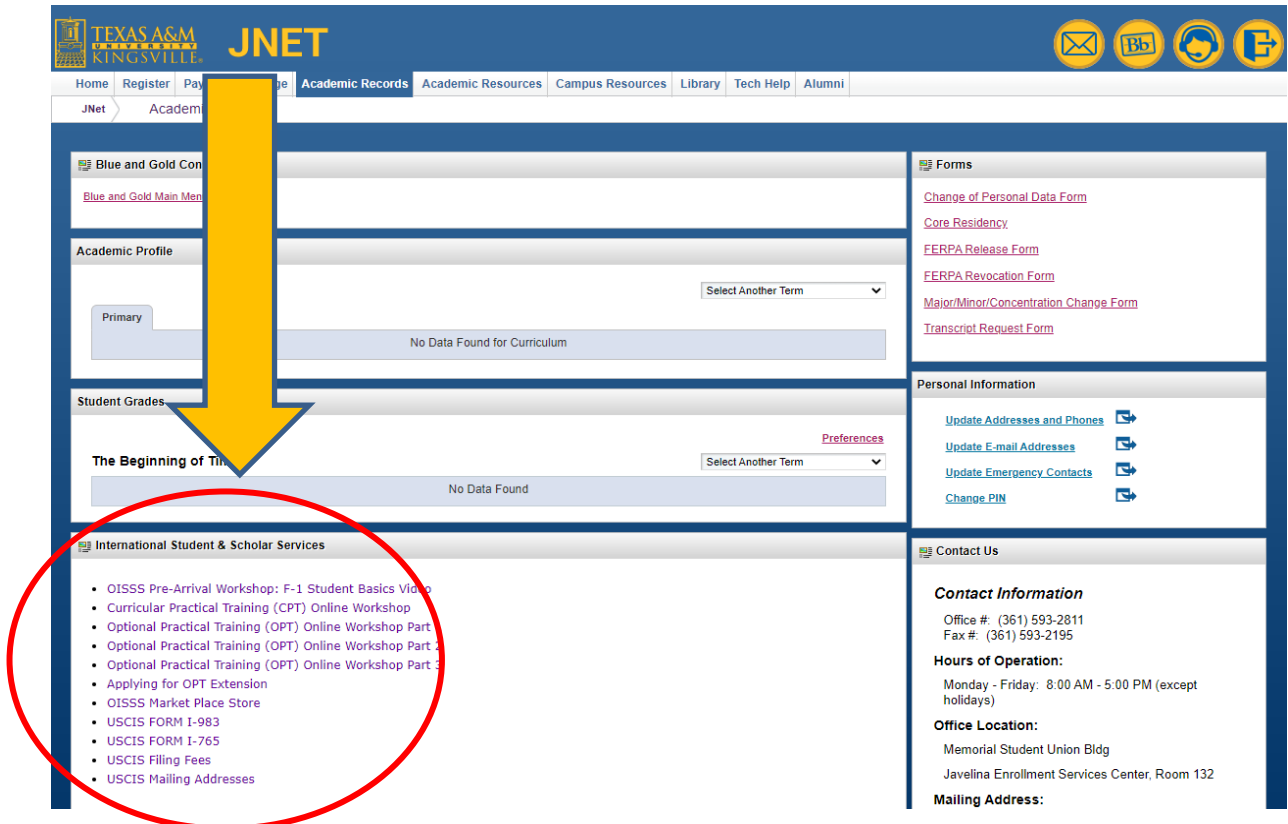 TEXAS A&M
UNIVERSITY
KINGSVILLE®
JNET
Bb
Home Register Pay ge Academic Records Academic Resources Campus Resources Library Tech Help Alumni
JNet Academi
Blue and Gold Con
Blue and Gold Main Men
Academic Profile
Select Another Term
Primary
No Data Found for Curriculum
Student Grades
Preferences
The Beginning of Ti
Select Another Term
No Data Found
International Student & Scholar Services
• OISSS Pre-Arrival Workshop: F-1 Student Basics Video
• Curricular Practical Training (CPT) Online Workshop
• Optional Practical Training (OPT) Online Workshop Part
• Optional Practical Training (OPT) Online Workshop Part 2
• Optional Practical Training (OPT) Online Workshop Part 3
• Applying for OPT Extension
• OISSS Market Place Store
• USCIS FORM I-983
• USCIS FORM I-765
• USCIS Filing Fees
• USCIS Mailing Addresses
Forms
Change of Personal Data Form
Core Residency
FERPA Release Form
FERPA Revocation Form
Major/Minor/Concentration Change Form
Transcript Request Form
Personal Information
Update Addresses and Phones
Update E-mail Addresses
Update Emergency Contacts
Change PIN
Contact Us
Contact Information
Office #: (361) 593-2811
Fax #: (361) 593-2195
Hours of Operation:
Monday - Friday: 8:00 AM - 5:00 PM (except
holidays)
Office Location:
Memorial Student Union Bldg
Javelina Enrollment Services Center, Room 132
Mailing Address: